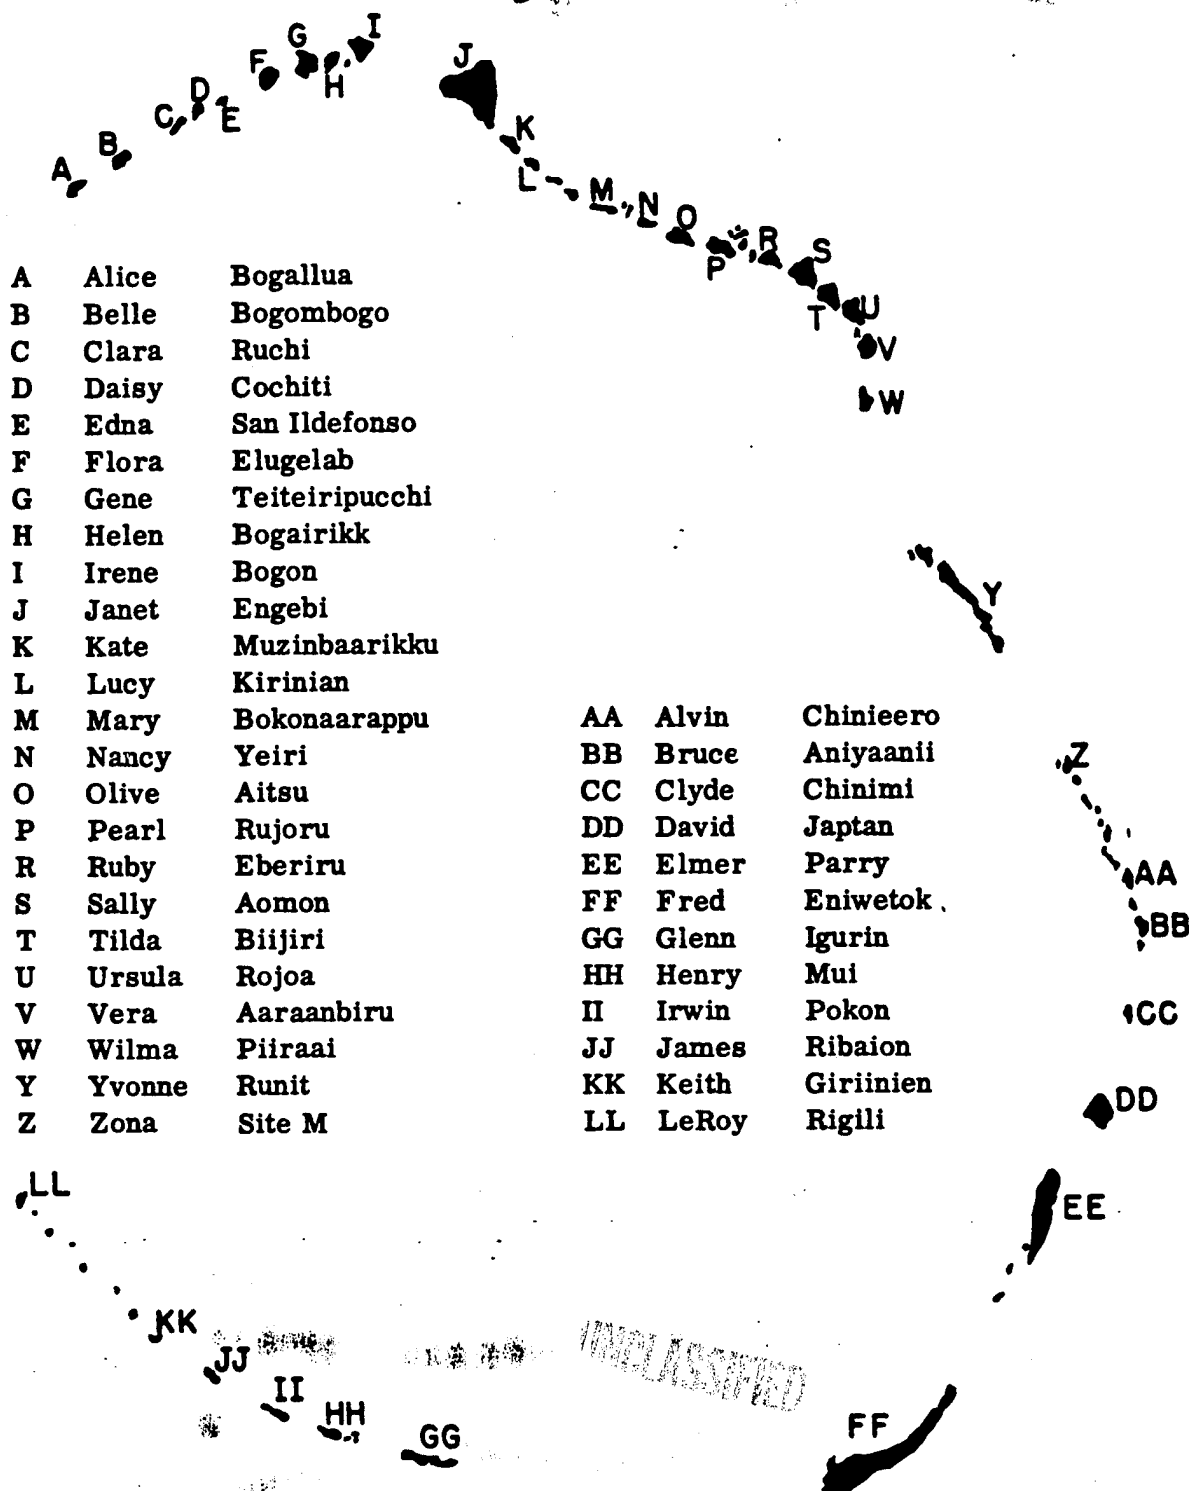 I
G
J
F
H
D
E
C
K
B
A
L
M
N
O
R
S
P
T
U
V
W
A Alice Bogallua
B Belle Bogombogo
C Clara Ruchi
D Daisy Cochiti
E Edna San Ildefonso
F Flora Elugelab
G Gene Teiteiripucchi
H Helen Bogairikk
I Irene Bogon
J Janet Engebi
K Kate Muzinbaarikku
L Lucy Kirinian
M Mary Bokonaarappu
N Nancy Yeiri
O Olive Aitsu
P Pearl Rujoru
R Ruby Eberiru
S Sally Aomon
T Tilda Biijiri
U Ursula Rojoa
V Vera Aaraanbiru
W Wilma Piiraai
Y Yvonne Runit
Z Zona Site M
Y
AA Alvin Chinieero
BB Bruce Aniyaanii
CC Clyde Chinimi
DD David Japtan
EE Elmer Parry
FF Fred Eniwetok
GG Glenn Igurin
HH Henry Mui
II Irwin Pokon
JJ James Ribaion
KK Keith Giriinien
LL LeRoy Rigili
Z
AA
BB
CC
DD
LL
EE
KK
JJ
II
HH
GG
FF
UNCLASSIFIED